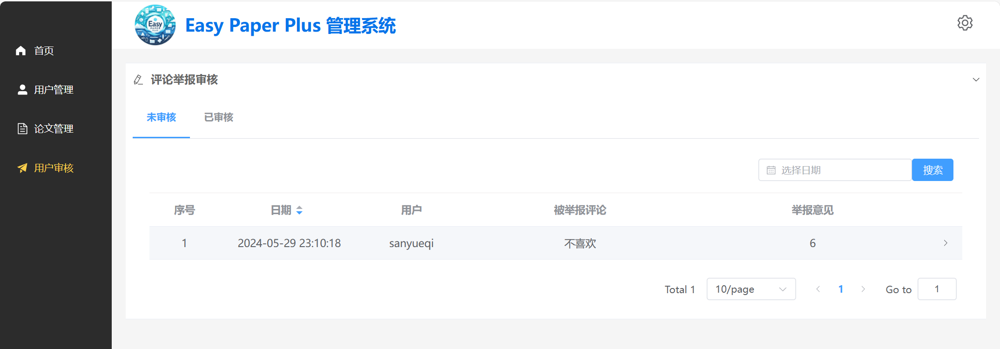 Easy
PAPER
PLUS
Easy Paper Plus 管理系统
首页
用户管理
论文管理
用户审核
评论举报审核
未审核 已审核
选择日期 搜索
序号 日期 用户 被举报评论 举报意见
1 2024-05-29 23:10:18 sanyueqi 不喜欢 6
Total 1 10/page 1 Go to 1